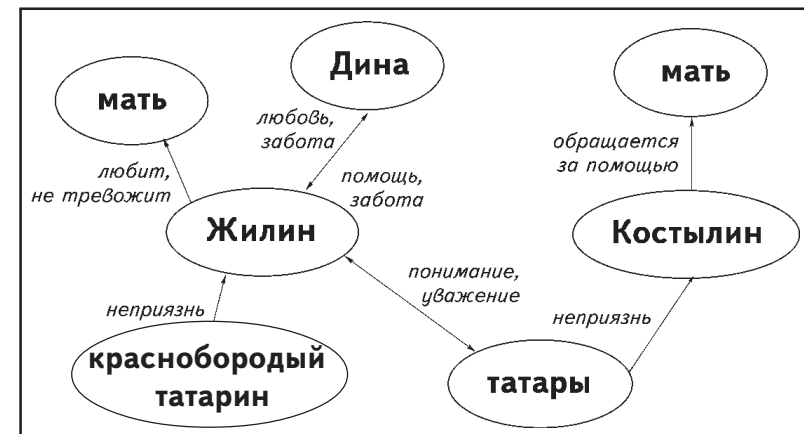 Дина
мать
мать
любовь,
забота
обращается
за помощью
любит,
не тревожит
помощь,
забота
Жилин
Костылин
понимание,
уважение
неприязнь
неприязнь
краснобородый
татарин
татары